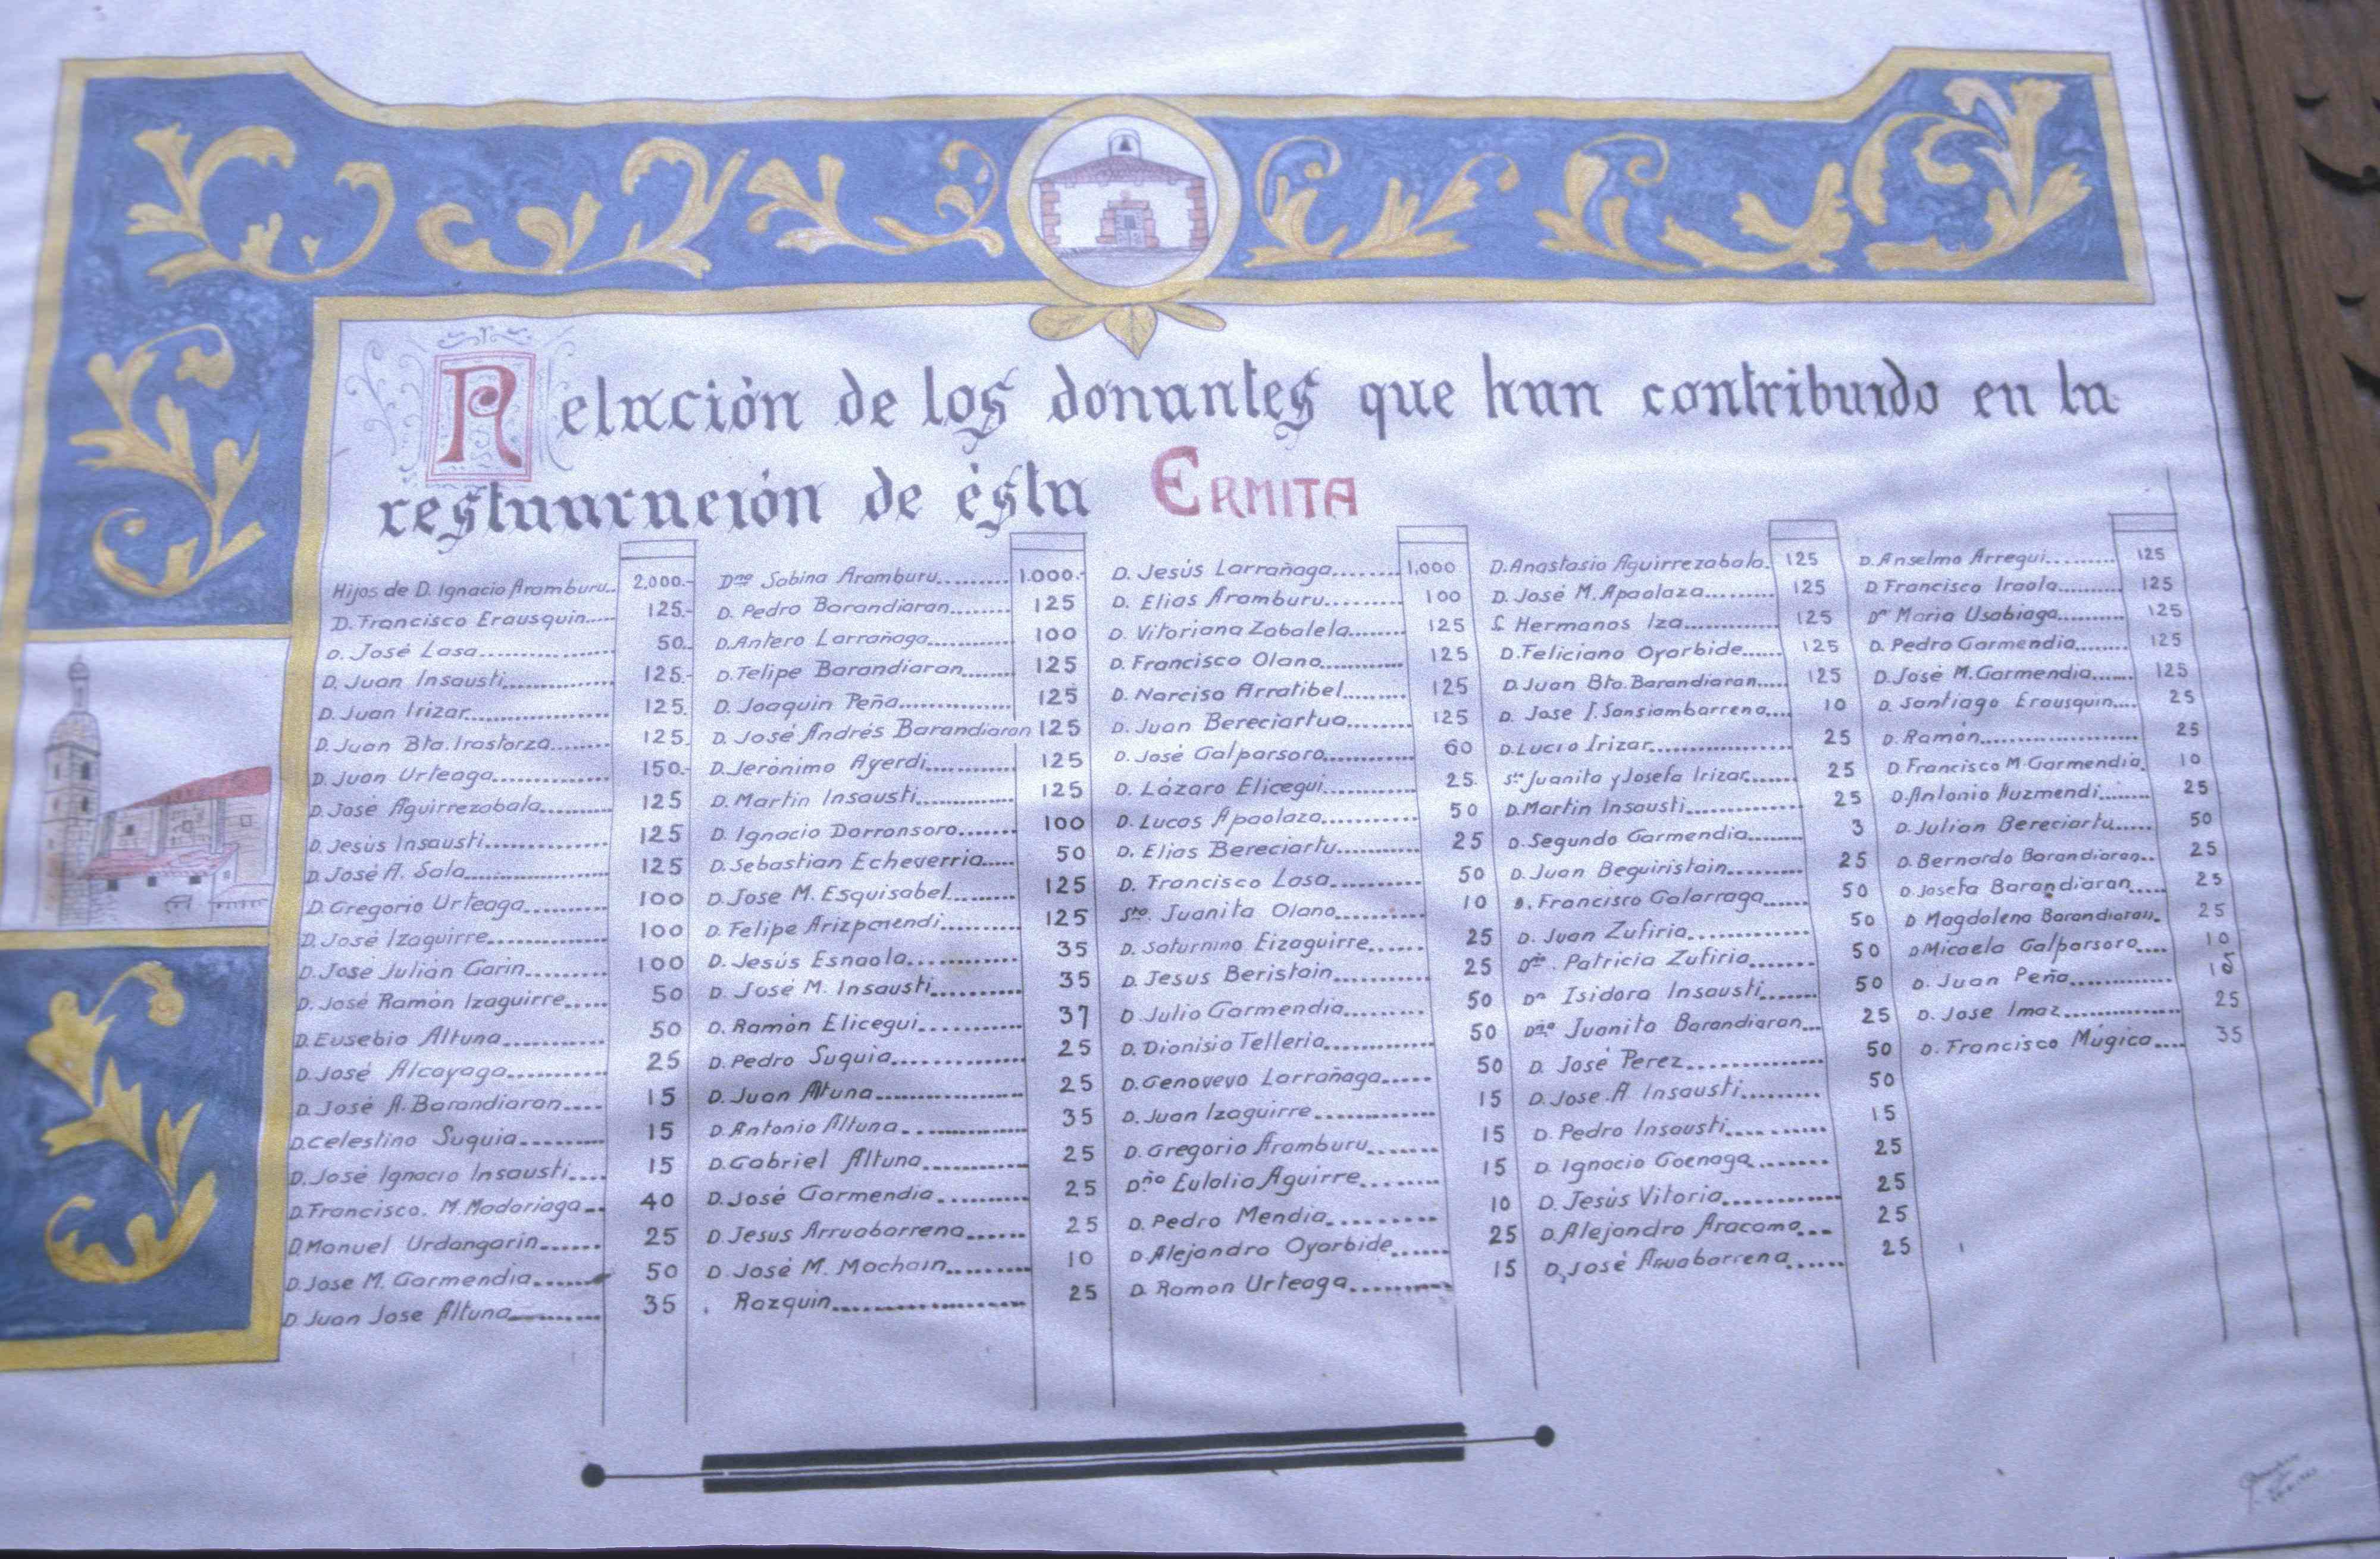 Relación de los donantes que han contribuido en la
restauración de ésta ERMITA
Hijos de D. Ignacio Aramburu.. 2.000.-
D. Francisco Erausquin..... 125.-
D. José Lasa............... 50.
D. Juan Insausti............ 125.-
D. Juan Irizar............... 125.
D. Juan Bta. Irastorza....... 125.
D. Juan Urteaga............ 150.-
D. José Aguirrezabala....... 125
D. Jesús Insausti............ 125
D. José A. Sala............... 125
D. Gregorio Urteaga......... 100
D. José Izaguirre............ 100
D. José Julián Garin......... 100
D. José Ramón Izaguirre..... 50
D. Eusebio Altuna........... 50
D. José Alcayaga........... 25
D. José A. Barandiaran.... 15
D. Celestino Suquia........ 15
D. José Ignacio Insausti.... 15
D. Francisco. M. Madariaga.. 40
D. Manuel Urdangarin...... 25
D. Jose M. Garmendia....... 50
D. Juan Jose Altuna......... 35
Dña Sabina Aramburu........ 1.000.-
D. Pedro Barandiaran....... 125
D. Antero Larrañaga......... 100
D. Felipe Barandiaran....... 125
D. Joaquin Peña............ 125
D. José Andrés Barandiaran 125
D. Jerónimo Ayerdi......... 125
D. Martin Insausti.......... 125
D. Ignacio Dorronsoro....... 100
D. Sebastian Echeverria..... 50
D. Jose M. Esquisabel....... 125
D. Felipe Arizpmendi........ 125
D. Jesús Esnaola............ 35
D. José M. Insausti.......... 35
D. Ramón Elicegui.......... 37
D. Pedro Suquia............ 25
D. Juan Altuna.............. 25
D. Antonio Altuna........... 35
D. Gabriel Altuna........... 25
D. José Garmendia......... 25
D. Jesus Arruabarrena...... 25
D. José M. Machain......... 10
Razquin.................... 25
D. Jesús Larrañaga....... 1,000
D. Elias Aramburu......... 100
D. Vitoriana Zabalela....... 125
D. Francisco Olano......... 125
D. Narciso Arratibel....... 125
D. Juan Bereciartua....... 125
D. José Galparsoro......... 60
D. Lázaro Elicegui......... 25
D. Lucas Apaolaza......... 50
D. Elias Bereciartu......... 25
D. Francisco Lasa.......... 50
Sta. Juanita Olano......... 10
D. Saturnino Eizaguirre..... 25
D. Jesus Beristain......... 25
D. Julio Garmendia........ 50
D. Dionisio Telleria......... 50
D. Genoveva Larrañaga..... 50
D. Juan Izaguirre........... 15
D. Gregorio Aramburu...... 15
Dña Eulalia Aguirre....... 15
D. Pedro Mendia.......... 10
D. Alejandro Oyarbide..... 25
D. Ramon Urteaga.......... 15
D. Anastasio Aguirrezabala. 125
D. José M. Apaolaza........ 125
Hermanos Iza............. 125
D. Feliciano Oyarbide..... 125
D. Juan Bta. Barandiaran.... 125
D. Jose I. Sansiambarrena... 10
D. Lucio Irizar.............. 25
Sta Juanita y Josefa Irizar..... 25
D. Martin Insausti........... 25
D. Segundo Garmendia....... 3
D. Juan Beguiristain......... 25
D. Francisco Galarraga..... 50
D. Juan Zufiria............. 50
Dña. Patricia Zufiria....... 50
Dª Isidora Insausti....... 50
Dña Juanita Barandiaran... 25
D. José Perez............... 50
D. Jose A Insausti......... 50
D. Pedro Insausti.......... 15
D. Ignacio Goenaga....... 25
D. Jesús Vitoria............ 25
D. Alejandro Aracama... 25
D. José Aruabarrena...... 25
D. Anselmo Arregui......... 125
D. Francisco Iraola......... 125
Dª Maria Usabiaga......... 125
D. Pedro Garmendia....... 125
D. José M. Garmendia...... 125
D. Santiago Erausquin.... 25
D. Ramón.................. 25
D. Francisco M. Garmendia. 10
D. Antonio Auzmendi....... 25
D. Julian Bereciartu..... 50
D. Bernardo Barandiaran.. 25
D. Josefa Barandiaran.... 25
D Magdalena Barandiaran.. 25
D Micaela Galparsoro.... 10
D. Juan Peña............. 15
D. Jose Imaz.............. 25
D. Francisco Múgica.... 35